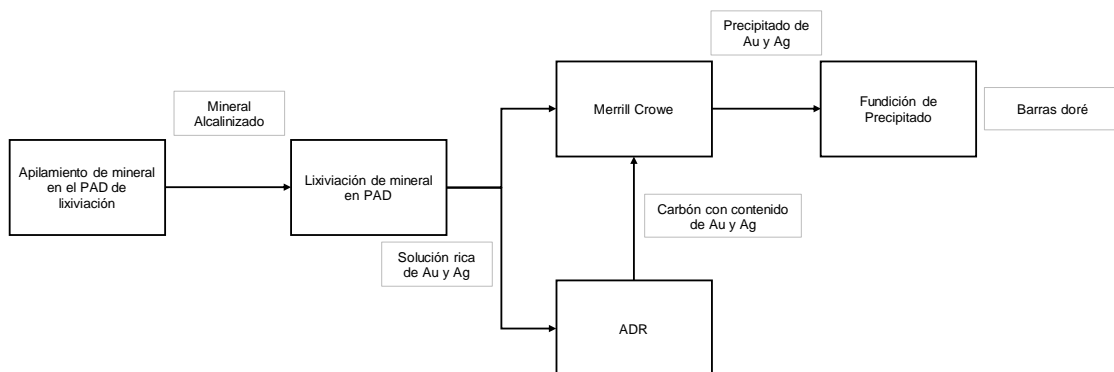 Precipitado de
Au y Ag
Merrill Crowe
Fundición de
Precipitado
Barras doré
Mineral
Alcalinizado
Apilamiento de mineral
en el PAD de
lixiviación
Lixiviación de mineral
en PAD
Carbón con contenido
de Au y Ag
Solución rica
de Au y Ag
ADR